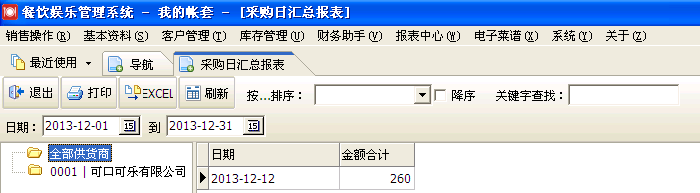 餐饮娱乐管理系统 - 我的帐套 - [采购日汇总报表]
销售操作(R) 基本资料(S) 客户管理(T) 库存管理(U) 财务助手(V) 报表中心(W) 电子菜谱(X) 系统(Y) 关于(Z)
最近使用 导航 采购日汇总报表
退出 打印 EXCEL 刷新 按...排序： 降序 关键字查找：
日期： 2013-12-01 15 到 2013-12-31 15
全部供货商 日期 金额合计
0001 | 可口可乐有限公司 2013-12-12 260